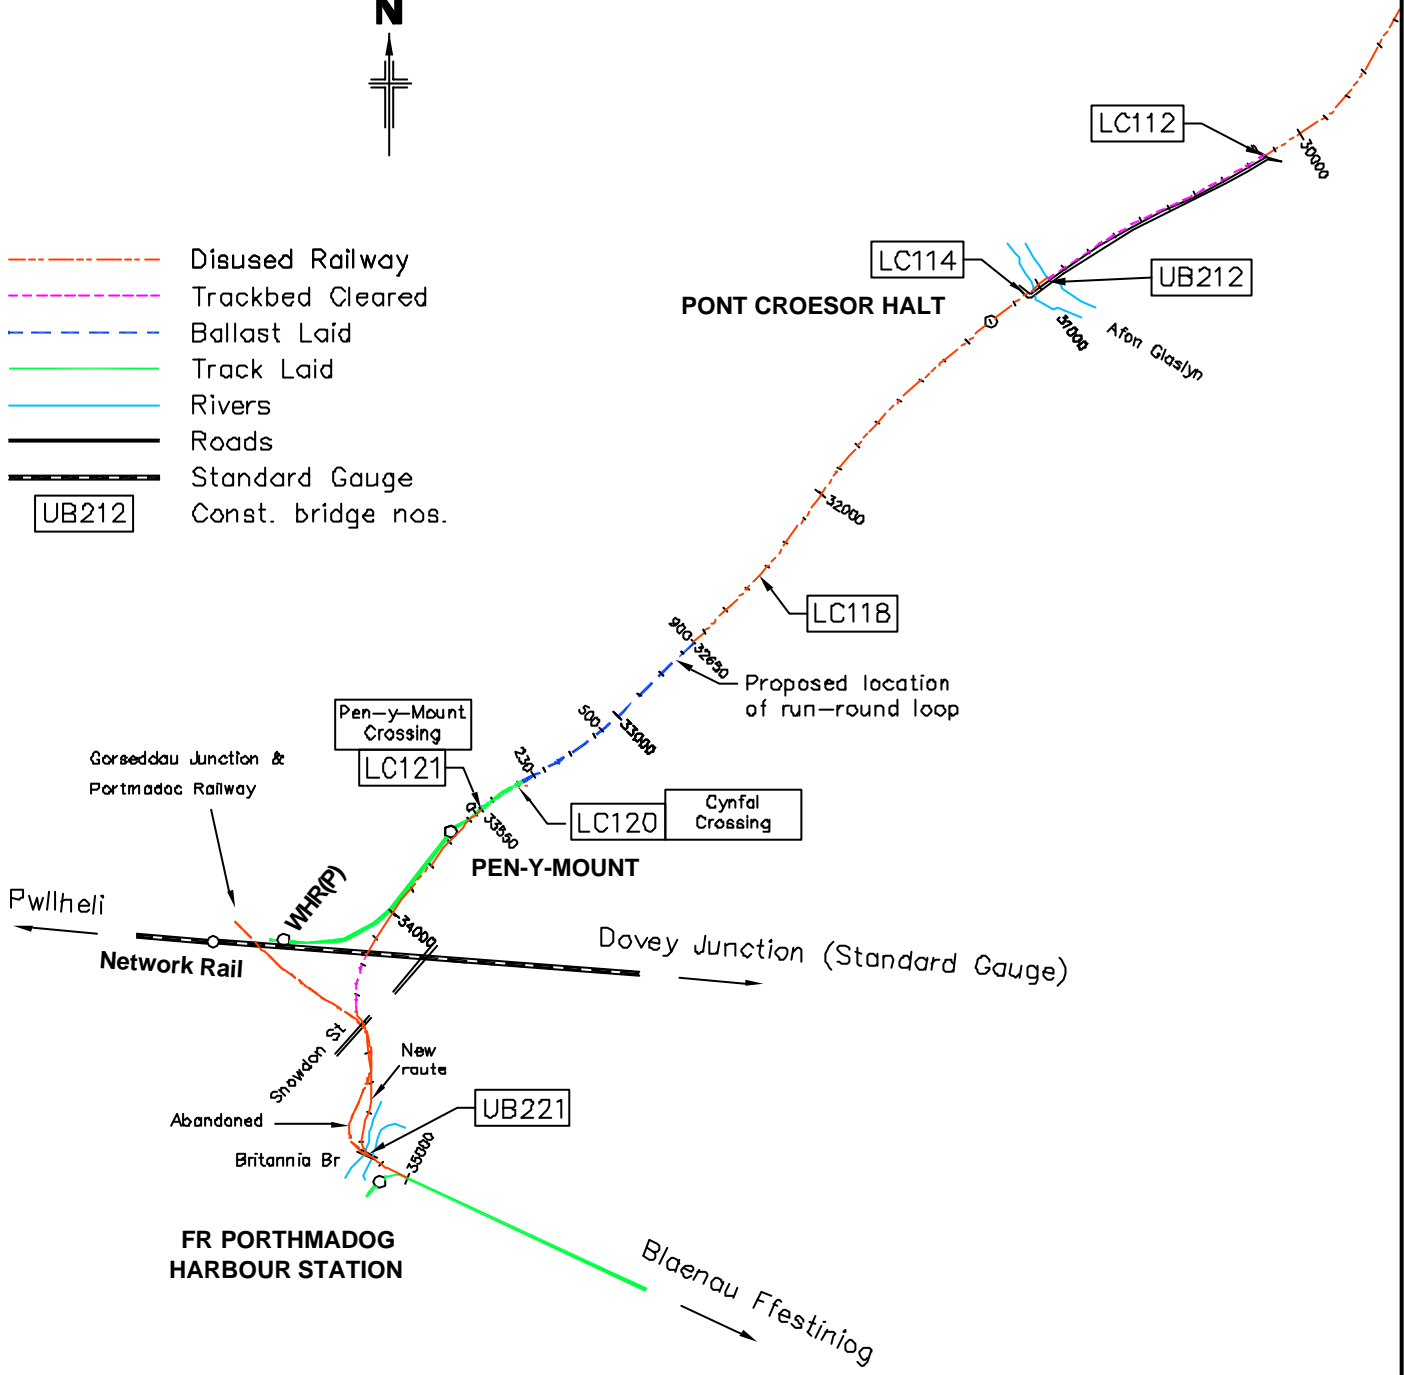 N
LC112
30000
Disused Railway
Trackbed Cleared
Ballast Laid
Track Laid
Rivers
Roads
Standard Gauge
UB212
Const. bridge nos.
LC114
UB212
PONT CROESOR HALT
31000
Afon Glaslyn
32000
LC118
900
32650
Proposed location
of run-round loop
Pen-y-Mount
Crossing
LC121
500
33000
230
Gorseddau Junction &
Portmadoc Railway
LC120
Cynfal
Crossing
33550
PEN-Y-MOUNT
WHR(P)
Pwllheli
34000
Network Rail
Dovey Junction (Standard Gauge)
Snowdon St
New
route
UB221
Abandoned
Britannia Br
35000
FR PORTHMADOG
HARBOUR STATION
Blaenau Ffestiniog